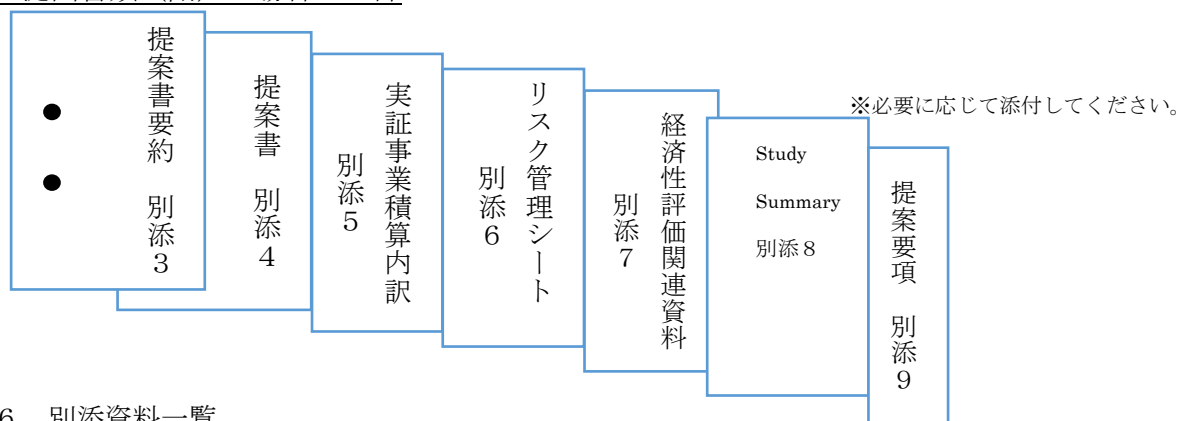 提案書要約 別添3
提案書 別添4
実証事業積算内訳
別添5
リスク管理シート
別添6
経済性評価関連資料
別添7
Study
Summary
別添８
※必要に応じて添付してください。
提案要項 別添9
別添資料一覧